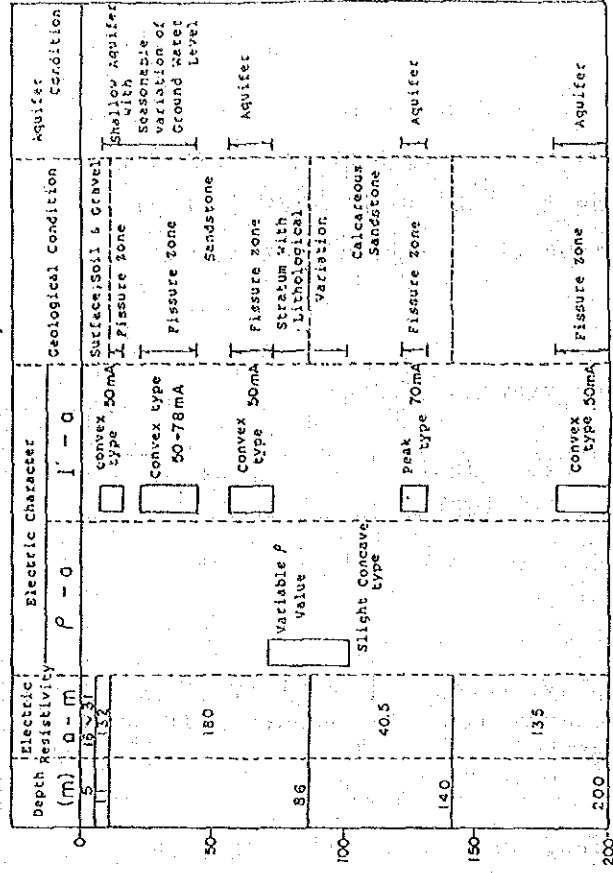 Depth
(m)
Electric
Resistivity
Ω - m
Electric Character
ρ - a
I - a
Geological Condition
Aquifer
Condition
0
-50
-100
-150
-200
5
11
86
140
200
16~31
132
180
40.5
135
Variable ρ
Value
Slight Concave
type
Convex
type 50mA
Convex type
50-78mA
Convex
type 50mA
Peak
type 70mA
Convex
type 50mA
Surface;Soil & Gravel
Fissure Zone
Fissure Zone
Sandstone
Fissure Zone
Stratum with
Lithological
Variation
Calcareous
Sandstone
Fissure Zone
Fissure Zone
Shallow Aquifer
with
Seasonable
variation of
Ground Water
Level
Aquifer
Aquifer
Aquifer